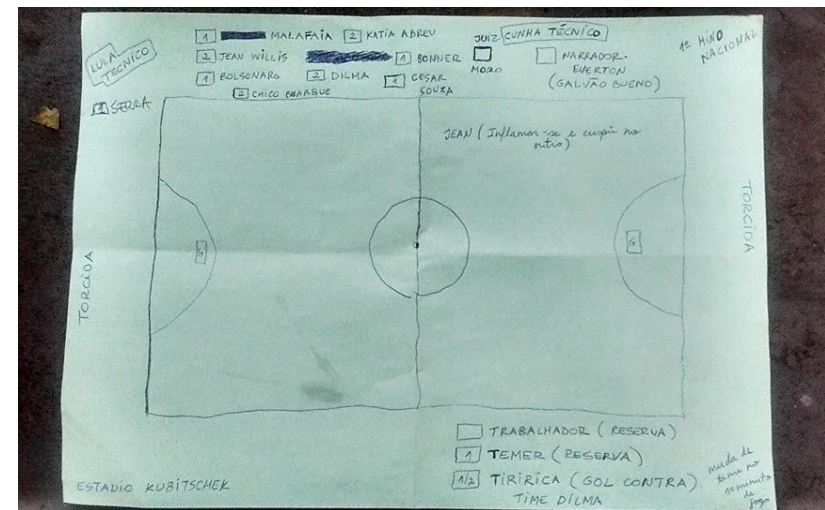 LULA
TECNICO
1 MALAFAIA 2 KATIA ABREU
2 JEAN WILLIS 1 BONNER
1 BOLSONARO 2 DILMA 1 CESAR
SOUZA
2 CHICO BUARQUE
1 SERRA
JUIZ
MORO
CUNHA TÉCNICO
NARRADOR.
EVERTON
(GALVÃO BUENO)
1º HINO
NACIONAL
JEAN (Inflamar-se e cuspir no
outro)
TORCIDA
G
G
TORCIDA
TRABALHADOR (RESERVA)
1 TEMER (RESERVA)
1/2 TIRIRICA (GOL CONTRA)
TIME DILMA
muda de
time no
minuto
de
jogo
ESTADIO KUBITSCHEK